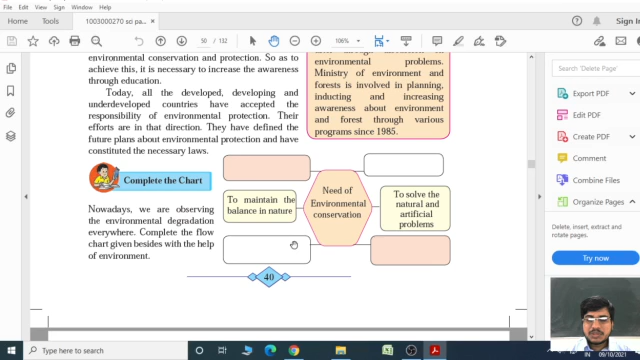 Home
Tools
1003000270 sci pa...
×
Sign In
50
/ 132
106%
environmental conservation and protection. So as to
achieve this, it is necessary to increase the awareness
through education.
Today, all the developed, developing and
underdeveloped countries have accepted the
responsibility of environmental protection. Their
efforts are in that direction. They have defined the
future plans about environmental protection and have
constituted the necessary laws.
environmental problems.
Ministry of environment and
forests is involved in planning,
inducting and increasing
awareness about environment
and forest through various
programs since 1985.
Complete the Chart
Nowadays, we are observing
the environmental degradation
everywhere. Complete the flow
chart given besides with the help
of environment.
To maintain the
balance in nature
Need of
Environmental
conservation
To solve the
natural and
artificial
problems
40
Search 'Delete Page'
Export PDF
Edit PDF
Create PDF
Comment
Combine Files
Organize Pages
Delete, insert, extract and
rotate pages.
Try now
Type here to search
IN
09/10/2021